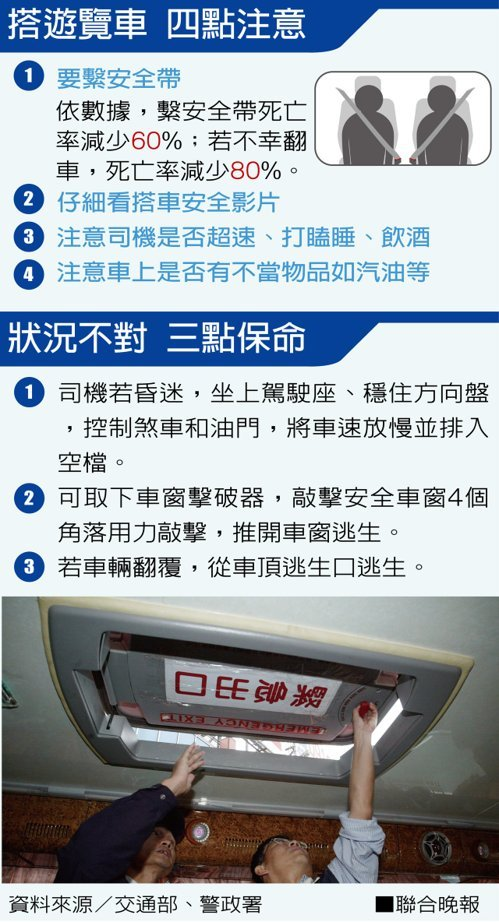 搭遊覽車 四點注意
1 要繫安全帶
依數據,繫安全帶死亡
率減少60%;若不幸翻
車,死亡率減少80%。
2 仔細看搭車安全影片
3 注意司機是否超速、打瞌睡、飲酒
4 注意車上是否有不當物品如汽油等
狀況不對 三點保命
1 司機若昏迷,坐上駕駛座、穩住方向盤
,控制煞車和油門,將車速放慢並排入
空檔。
2 可取下車窗擊破器,敲擊安全車窗4個
角落用力敲擊,推開車窗逃生。
3 若車輛翻覆,從車頂逃生口逃生。
緊急出口
EMERGENCY EXIT
資料來源/交通部、警政署
■聯合晚報